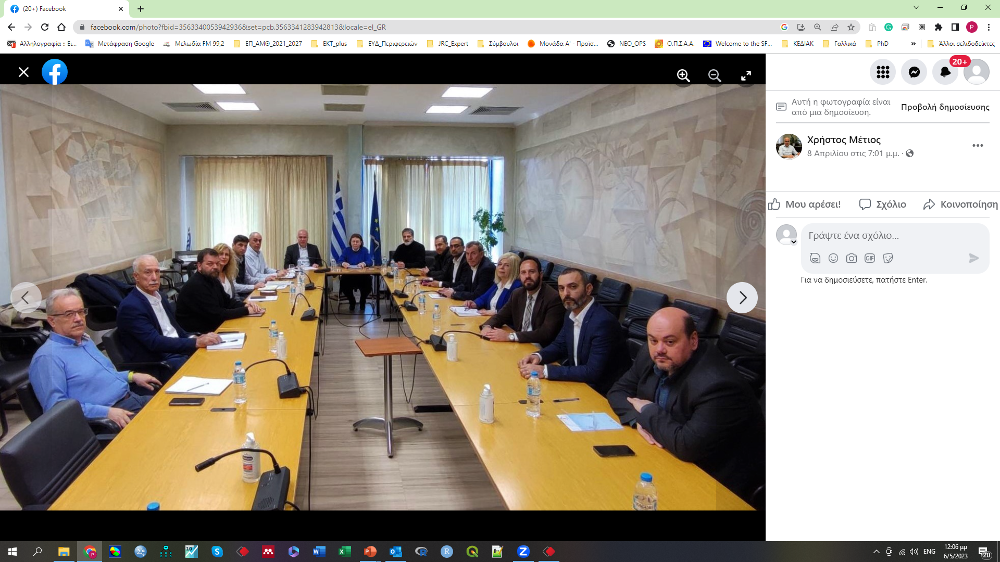 (20+) Facebook
facebook.com/photo?fbid=3563340053942936&set=pcb.3563341283942813&locale=el_GR
Αλληλογραφία :: Ει...
Μετάφραση Google
Μελωδία FM 99,2
ΕΠ_ΑΜΘ_2021_2027
EKT_plus
ΕΥΔ_Περιφερειών
JRC_Expert
Σύμβουλοι
Μονάδα Α' - Προϊσ...
NEO_OPS
Ο.Π.Σ.Α.Α.
Welcome to the SF...
ΚΕΔΙΑΚ
Γαλλικά
PhD
»
Άλλοι σελιδοδείκτες
20+
Αυτή η φωτογραφία είναι
από μια δημοσίευση.
Προβολή δημοσίευσης
Χρήστος Μέτιος
8 Απριλίου στις 7:01 μ.μ. ·
Μου αρέσει!
Σχόλιο
Κοινοποίηση
Γράψτε ένα σχόλιο...
GIF
Για να δημοσιεύσετε, πατήστε Enter.
ENG
12:06 μμ
6/5/2023
20